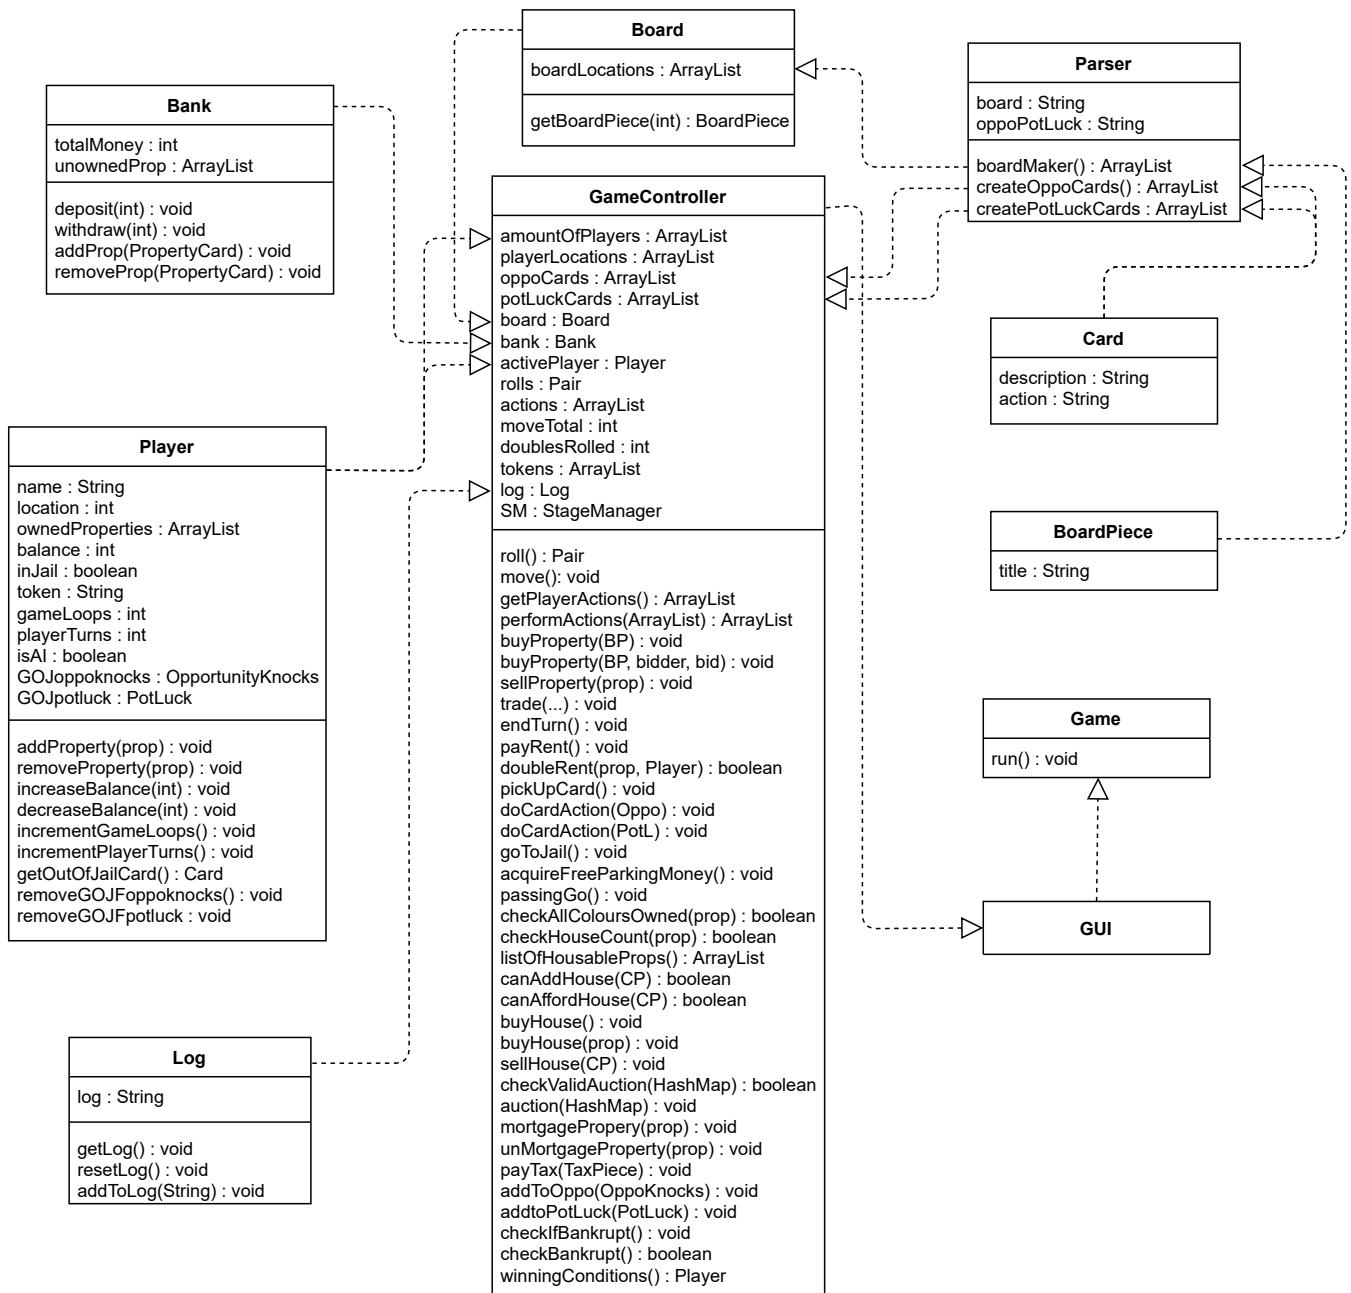 Board
boardLocations : ArrayList
getBoardPiece(int) : BoardPiece
Parser
board : String
oppoPotLuck : String
boardMaker() : ArrayList
createOppoCards() : ArrayList
createPotLuckCards : ArrayList
Bank
totalMoney : int
unownedProp : ArrayList
deposit(int) : void
withdraw(int) : void
addProp(PropertyCard) : void
removeProp(PropertyCard) : void
GameController
amountOfPlayers : ArrayList
playerLocations : ArrayList
oppoCards : ArrayList
potLuckCards : ArrayList
board : Board
bank : Bank
activePlayer : Player
rolls : Pair
actions : ArrayList
moveTotal : int
doublesRolled : int
tokens : ArrayList
log : Log
SM : StageManager
roll() : Pair
move(): void
getPlayerActions() : ArrayList
performActions(ArrayList) : ArrayList
buyProperty(BP) : void
buyProperty(BP, bidder, bid) : void
sellProperty(prop) : void
trade(...) : void
endTurn() : void
payRent() : void
doubleRent(prop, Player) : boolean
pickUpCard() : void
doCardAction(Oppo) : void
doCardAction(PotL) : void
goToJail() : void
acquireFreeParkingMoney() : void
passingGo() : void
checkAllColoursOwned(prop) : boolean
checkHouseCount(prop) : boolean
listOfHousableProps() : ArrayList
canAddHouse(CP) : boolean
canAffordHouse(CP) : boolean
buyHouse() : void
buyHouse(prop) : void
sellHouse(CP) : void
checkValidAuction(HashMap) : boolean
auction(HashMap) : void
mortgagePropery(prop) : void
unMortgageProperty(prop) : void
payTax(TaxPiece) : void
addToOppo(OppoKnocks) : void
addtoPotLuck(PotLuck) : void
checkIfBankrupt() : void
checkBankrupt() : boolean
winningConditions() : Player
Card
description : String
action : String
Player
name : String
location : int
ownedProperties : ArrayList
balance : int
inJail : boolean
token : String
gameLoops : int
playerTurns : int
isAI : boolean
GOJoppoknocks : OpportunityKnocks
GOJpotluck : PotLuck
addProperty(prop) : void
removeProperty(prop) : void
increaseBalance(int) : void
decreaseBalance(int) : void
incrementGameLoops() : void
incrementPlayerTurns() : void
getOutOfJailCard() : Card
removeGOJFoppoknocks() : void
removeGOJFpotluck : void
BoardPiece
title : String
Game
run() : void
GUI
Log
log : String
getLog() : void
resetLog() : void
addToLog(String) : void